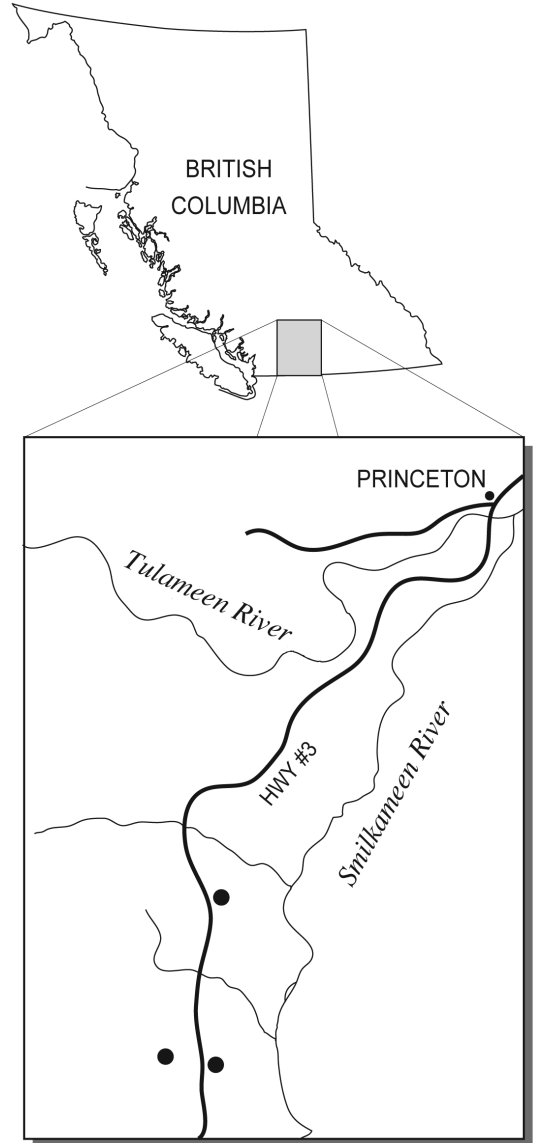 BRITISH
COLUMBIA
PRINCETON
Tulameen River
HWY #3
Smilkameen River